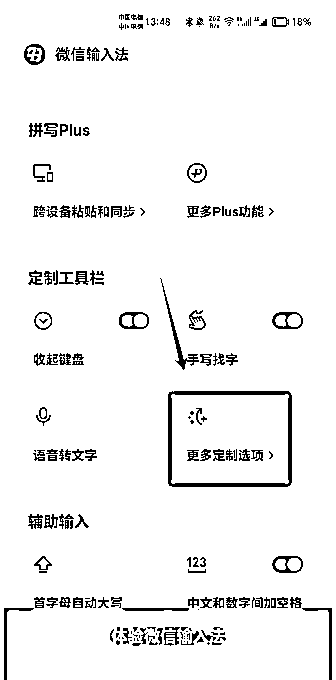 中国电信 13:48 18%
中国电信
微信输入法
拼写Plus
跨设备粘贴和同步 >
更多Plus功能 >
定制工具栏
收起键盘
手写找字
语音转文字
更多定制选项 >
辅助输入
123
首字母自动大写
中文和数字间加空格
体验微信输入法